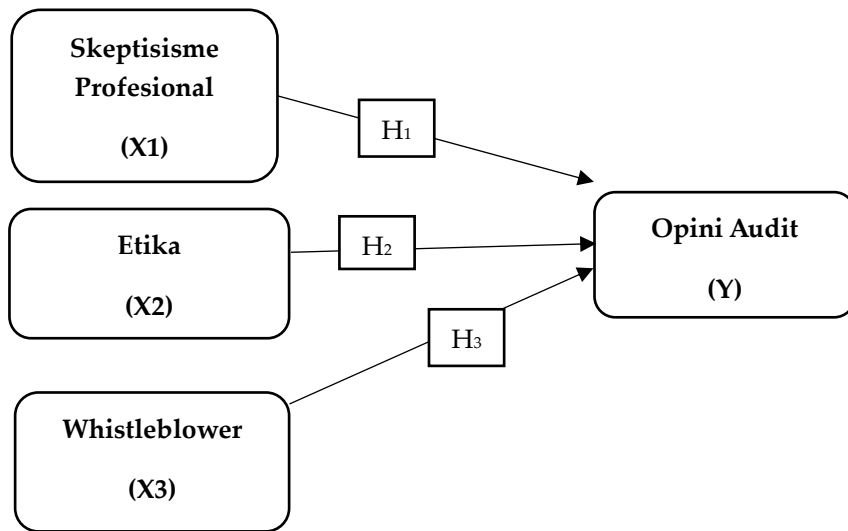 Skeptisisme
Profesional
(X1)
H1
Etika
(X2)
H2
Opini Audit
(Y)
H3
Whistleblower
(X3)